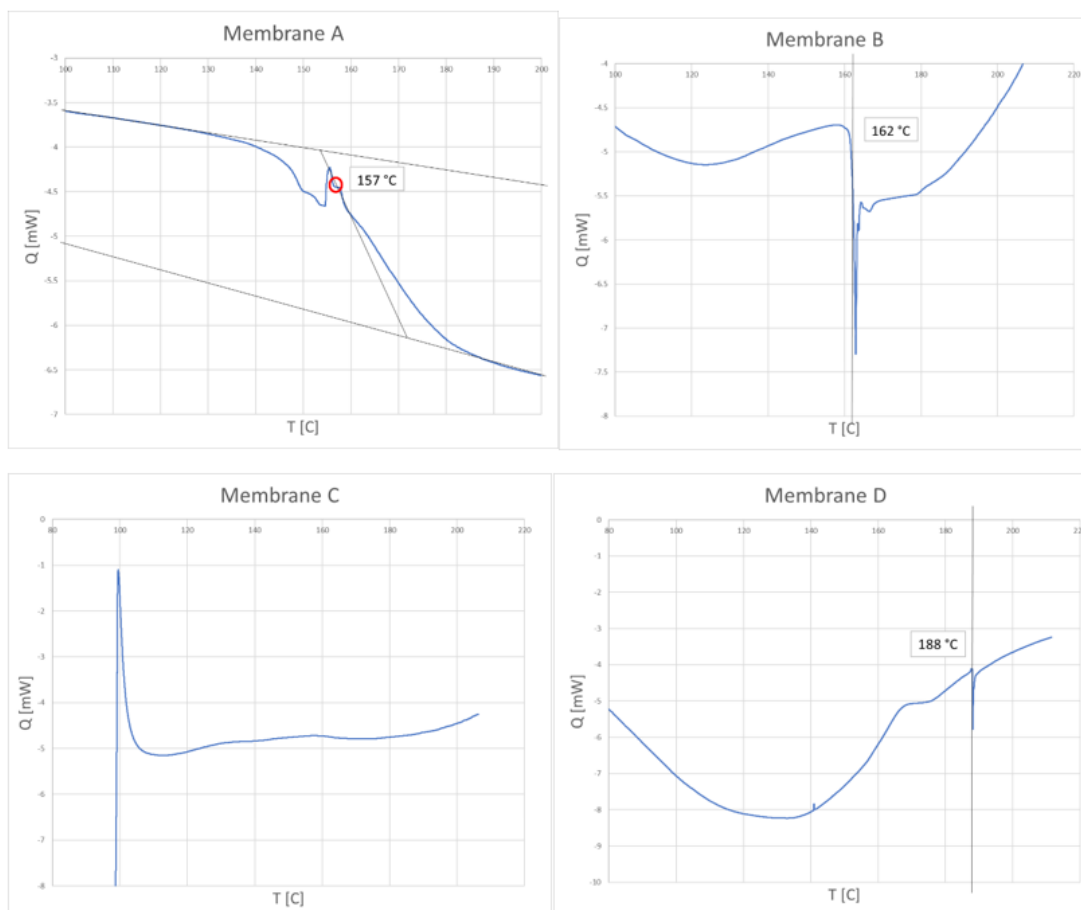 Membrane A
-3
100 110 120 130 140 150 160 170 180 190 200
-3.5
-4
157 °C
-4.5
Q [mW]
-5
-5.5
-6
-6.5
-7
T [C]
Membrane B
-4
100 120 140 160 180 200 220
-4.5
162 °C
-5
-5.5
Q [mW]
-6
-6.5
-7
-7.5
-8
T [C]
Membrane C
0
80 100 120 140 160 180 200 220
-1
-2
-3
-4
Q [mW]
-5
-6
-7
-8
T [C]
Membrane D
0
80 100 120 140 160 180 200 22
-1
-2
-3
188 °C
-4
-5
Q [mW]
-6
-7
-8
-9
-10
T [C]